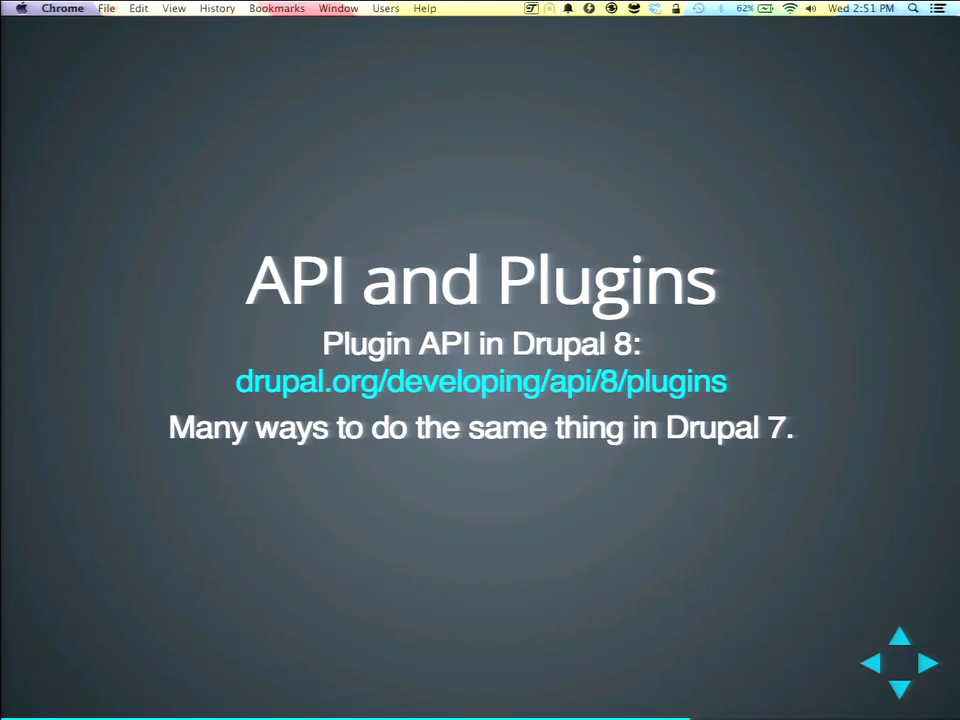 Chrome File Edit View History Bookmarks Window Users Help 62% Wed 2:51 PM
API and Plugins
Plugin API in Drupal 8:
drupal.org/developing/api/8/plugins
Many ways to do the same thing in Drupal 7.